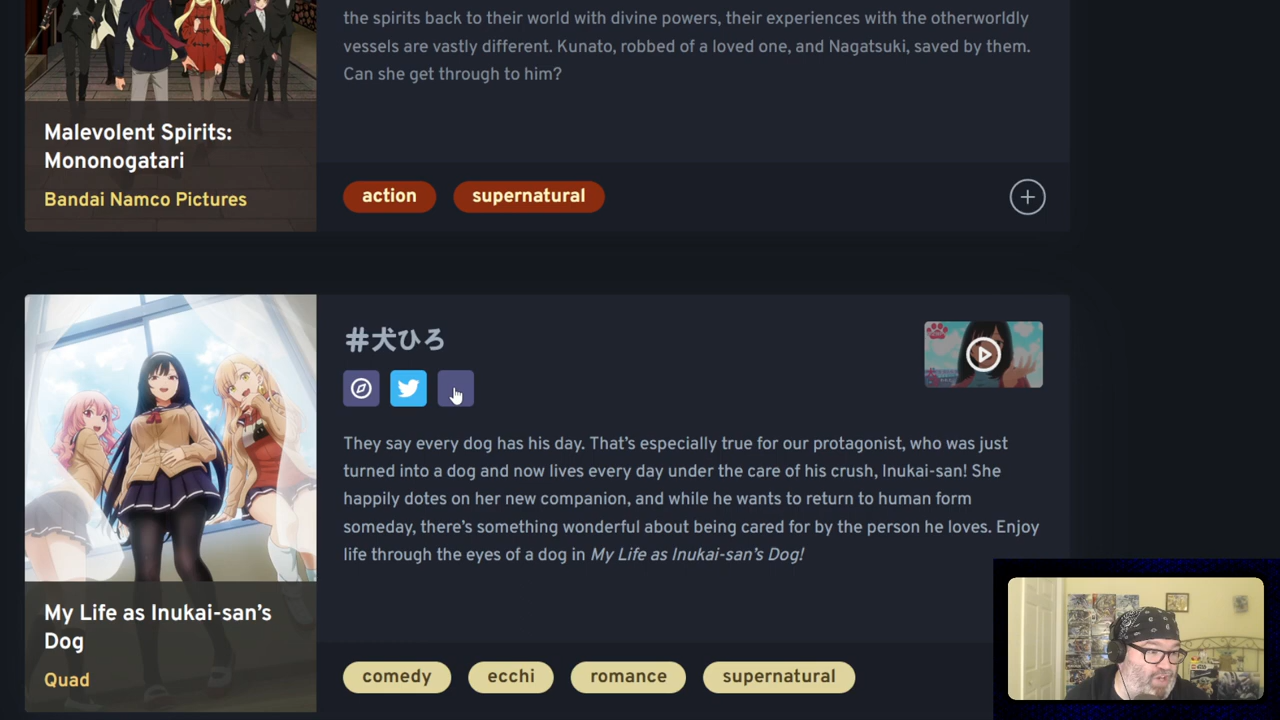 the spirits back to their world with divine powers, their experiences with the otherworldly
vessels are vastly different. Kunato, robbed of a loved one, and Nagatsuki, saved by them.
Can she get through to him?
Malevolent Spirits:
Mononogatari
Bandai Namco Pictures
action
supernatural
#犬ひろ
They say every dog has his day. That’s especially true for our protagonist, who was just
turned into a dog and now lives every day under the care of his crush, Inukai-san! She
happily dotes on her new companion, and while he wants to return to human form
someday, there’s something wonderful about being cared for by the person he loves. Enjoy
life through the eyes of a dog in My Life as Inukai-san’s Dog!
My Life as Inukai-san’s
Dog
Quad
comedy
ecchi
romance
supernatural